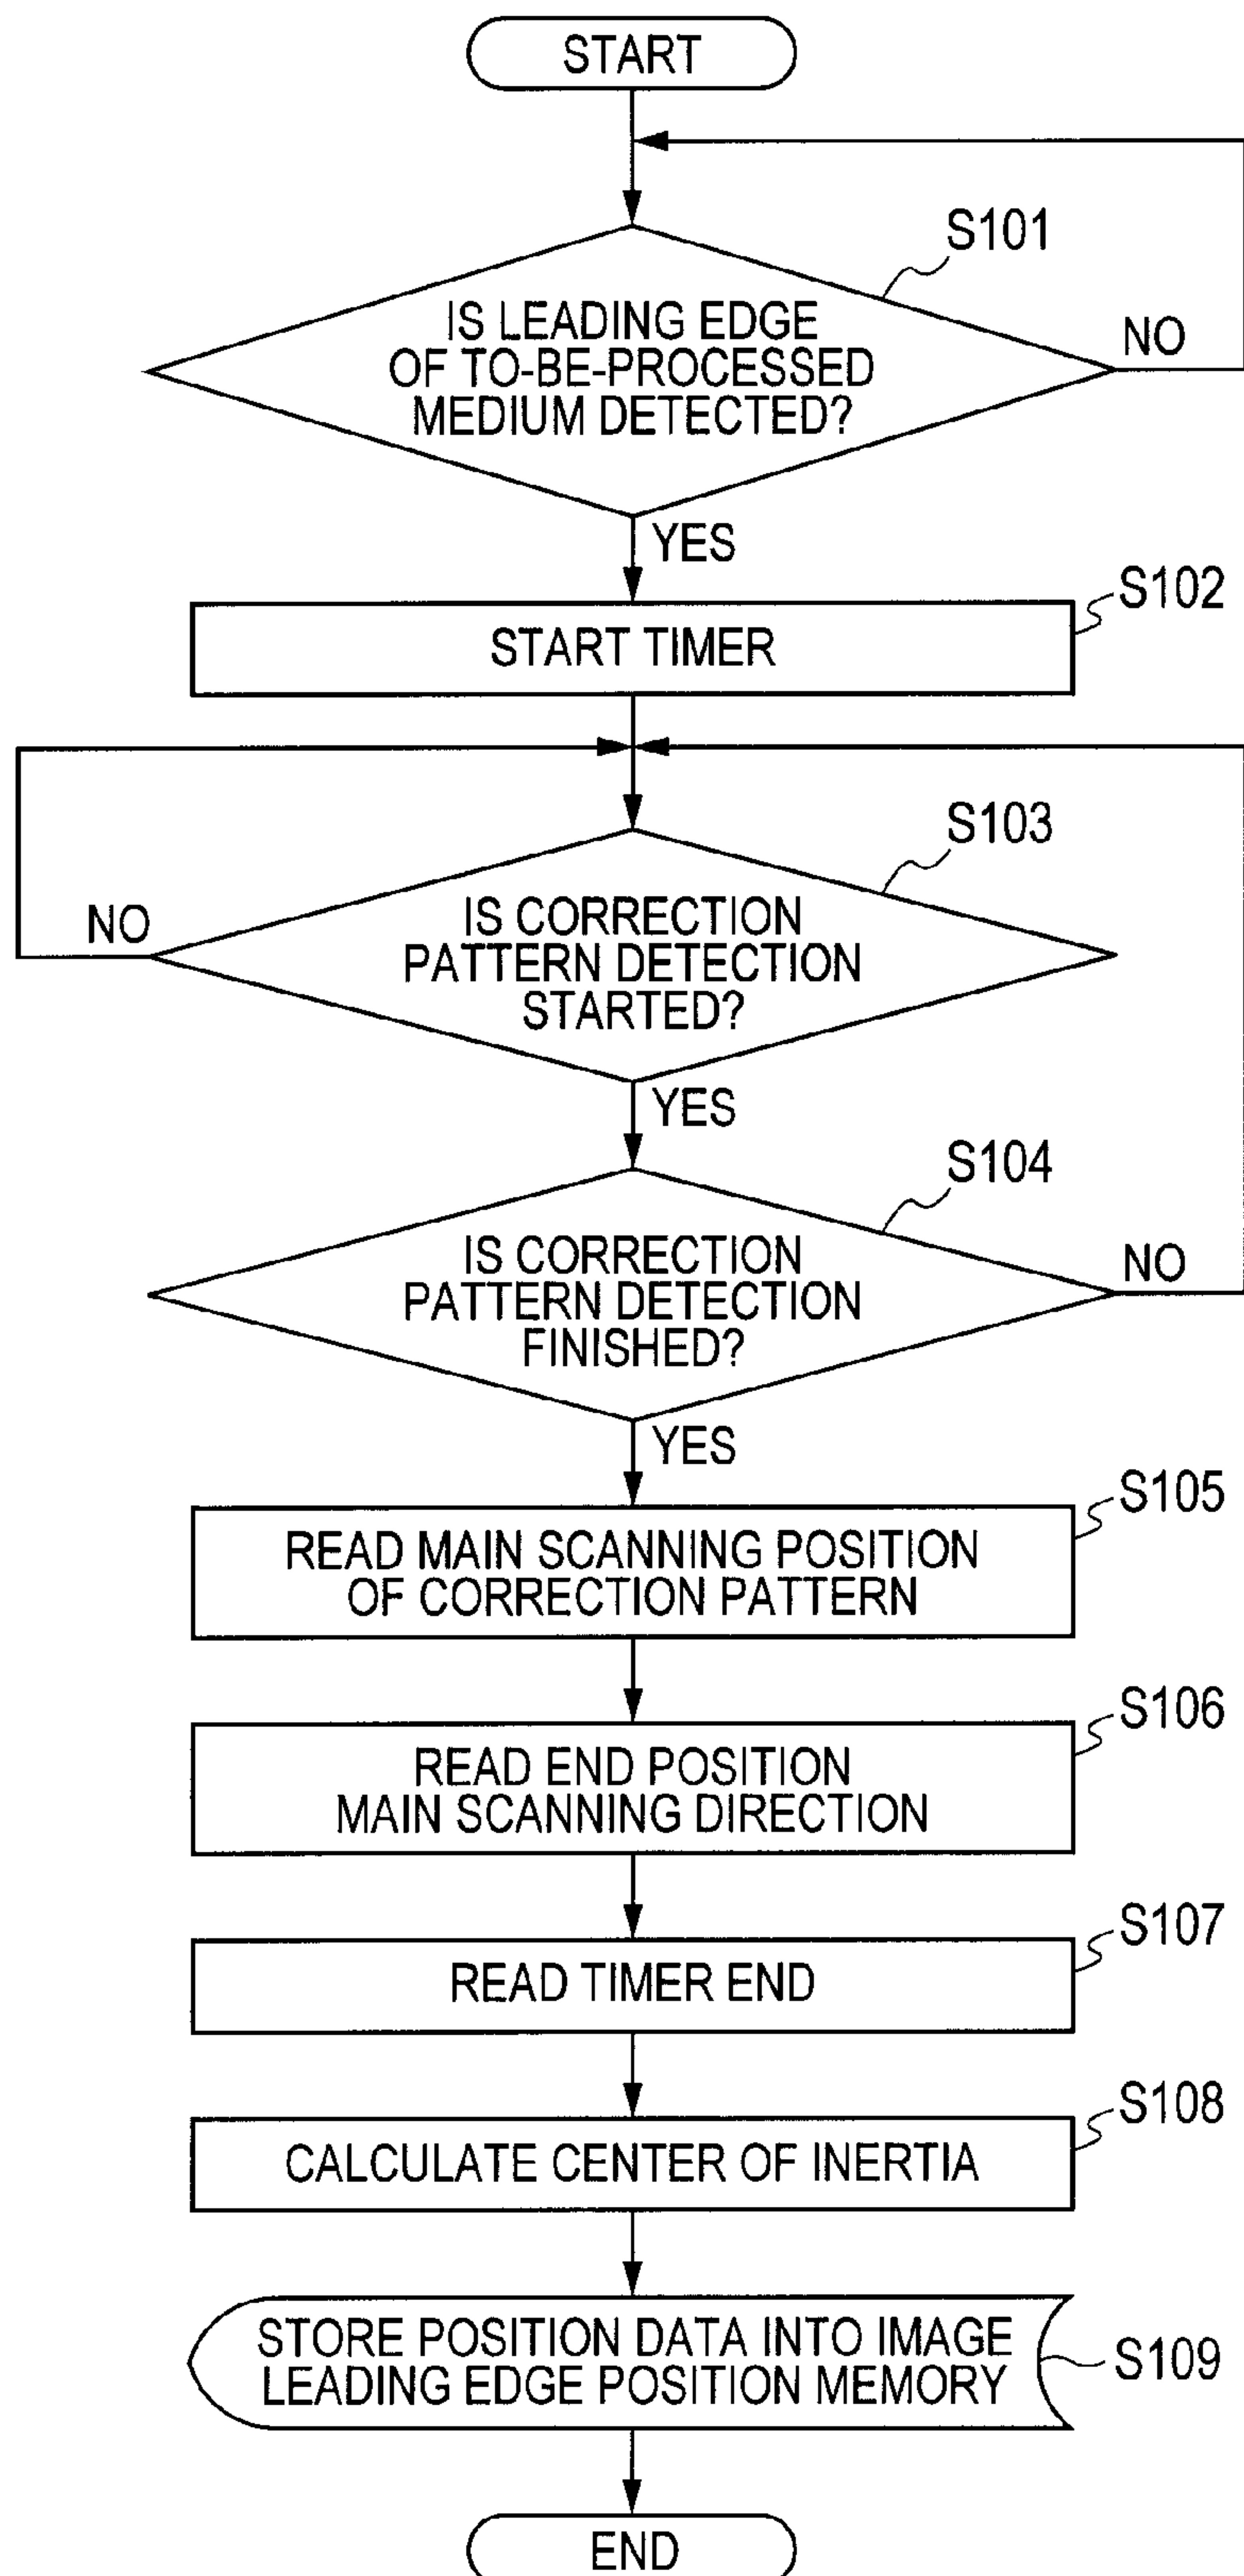 START
S101
IS LEADING EDGE
OF TO-BE-PROCESSED
MEDIUM DETECTED?
NO
YES
S102
START TIMER
S103
IS CORRECTION
PATTERN DETECTION
STARTED?
NO
YES
S104
IS CORRECTION
PATTERN DETECTION
FINISHED?
NO
YES
S105
READ MAIN SCANNING POSITION
OF CORRECTION PATTERN
S106
READ END POSITION
MAIN SCANNING DIRECTION
S107
READ TIMER END
S108
CALCULATE CENTER OF INERTIA
STORE POSITION DATA INTO IMAGE
LEADING EDGE POSITION MEMORY
S109
END